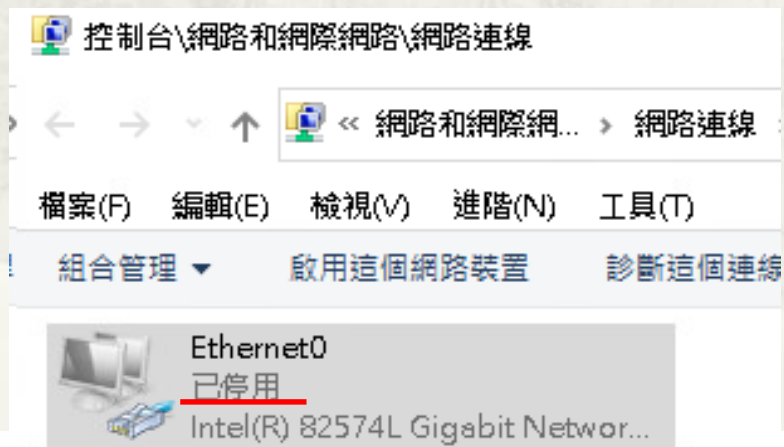 控制台\網路和網際網路\網路連線
« 網路和網際網... › 網路連線
檔案(F) 編輯(E) 檢視(V) 進階(N) 工具(T)
組合管理 ▼ 啟用這個網路裝置 診斷這個連線
Ethernet0
已停用
Intel(R) 82574L Gigabit Networ...